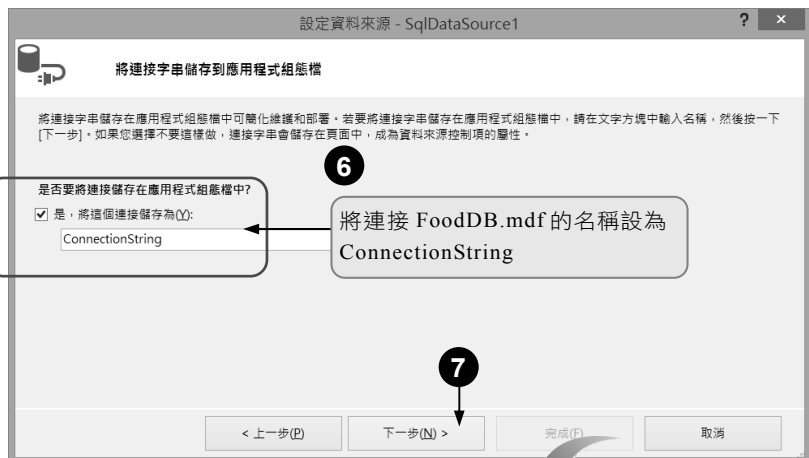 設定資料來源 - SqlDataSource1
? ×
將連接字串儲存到應用程式組態檔
將連接字串儲存在應用程式組態檔中可簡化維護和部署。若要將連接字串儲存在應用程式組態檔中，請在文字方塊中輸入名稱，然後按一下
[下一步]。如果您選擇不要這樣做，連接字串會儲存在頁面中，成為資料來源控制項的屬性。
6
是否要將連接儲存在應用程式組態檔中?
是，將這個連接儲存為(Y):
ConnectionString
將連接 FoodDB.mdf 的名稱設為
ConnectionString
7
< 上一步(P)
下一步(N) >
完成(F)
取消